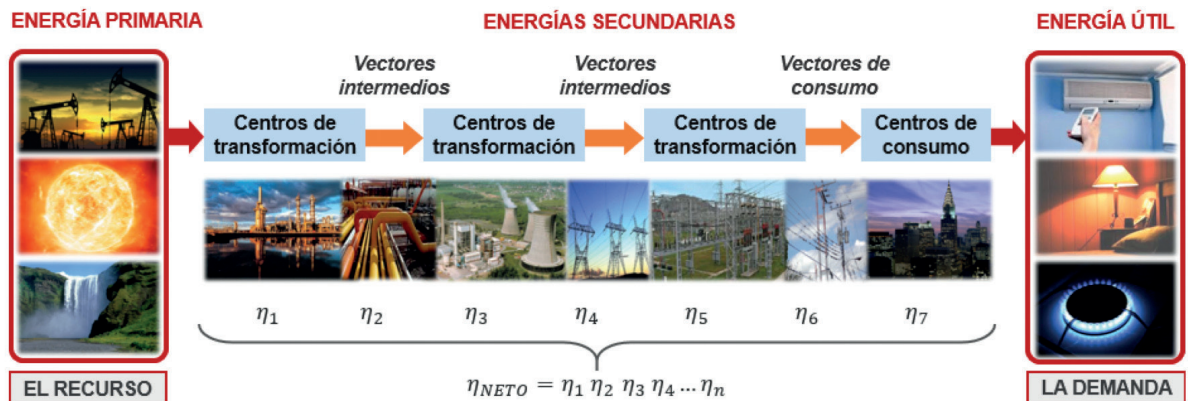 ENERGÍA PRIMARIA
ENERGÍAS SECUNDARIAS
ENERGÍA ÚTIL
Vectores
intermedios
Vectores
intermedios
Vectores de
consumo
Centros de
transformación
Centros de
transformación
Centros de
transformación
Centros de
consumo
η₁ η₂ η₃ η₄ η₅ η₆ η₇
η_NETO = η₁ η₂ η₃ η₄ ... ηₙ
EL RECURSO
LA DEMANDA